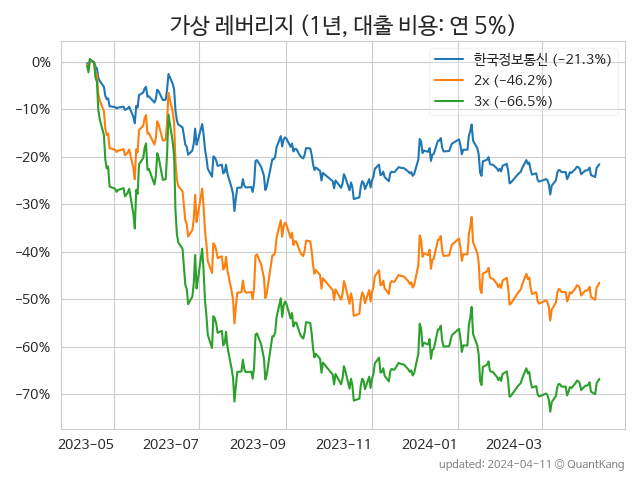 가상 레버리지 (1년, 대출 비용: 연 5%)
한국정보통신 (−21.3%)
2x (−46.2%)
3x (−66.5%)
0%
−10%
−20%
−30%
−40%
−50%
−60%
−70%
2023-05 2023-07 2023-09 2023-11 2024-01 2024-03
updated: 2024-04-11 © QuantKang